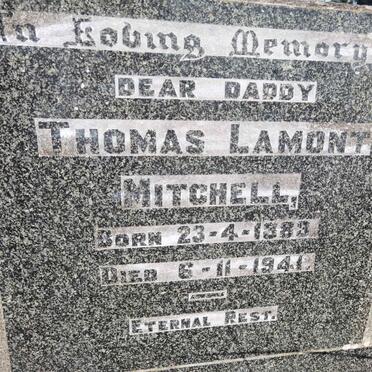 In Loving Memory
DEAR DADDY
THOMAS LAMONT
MITCHELL,
BORN 23-4-1883
DIED 6-11-1941.
ETERNAL REST.